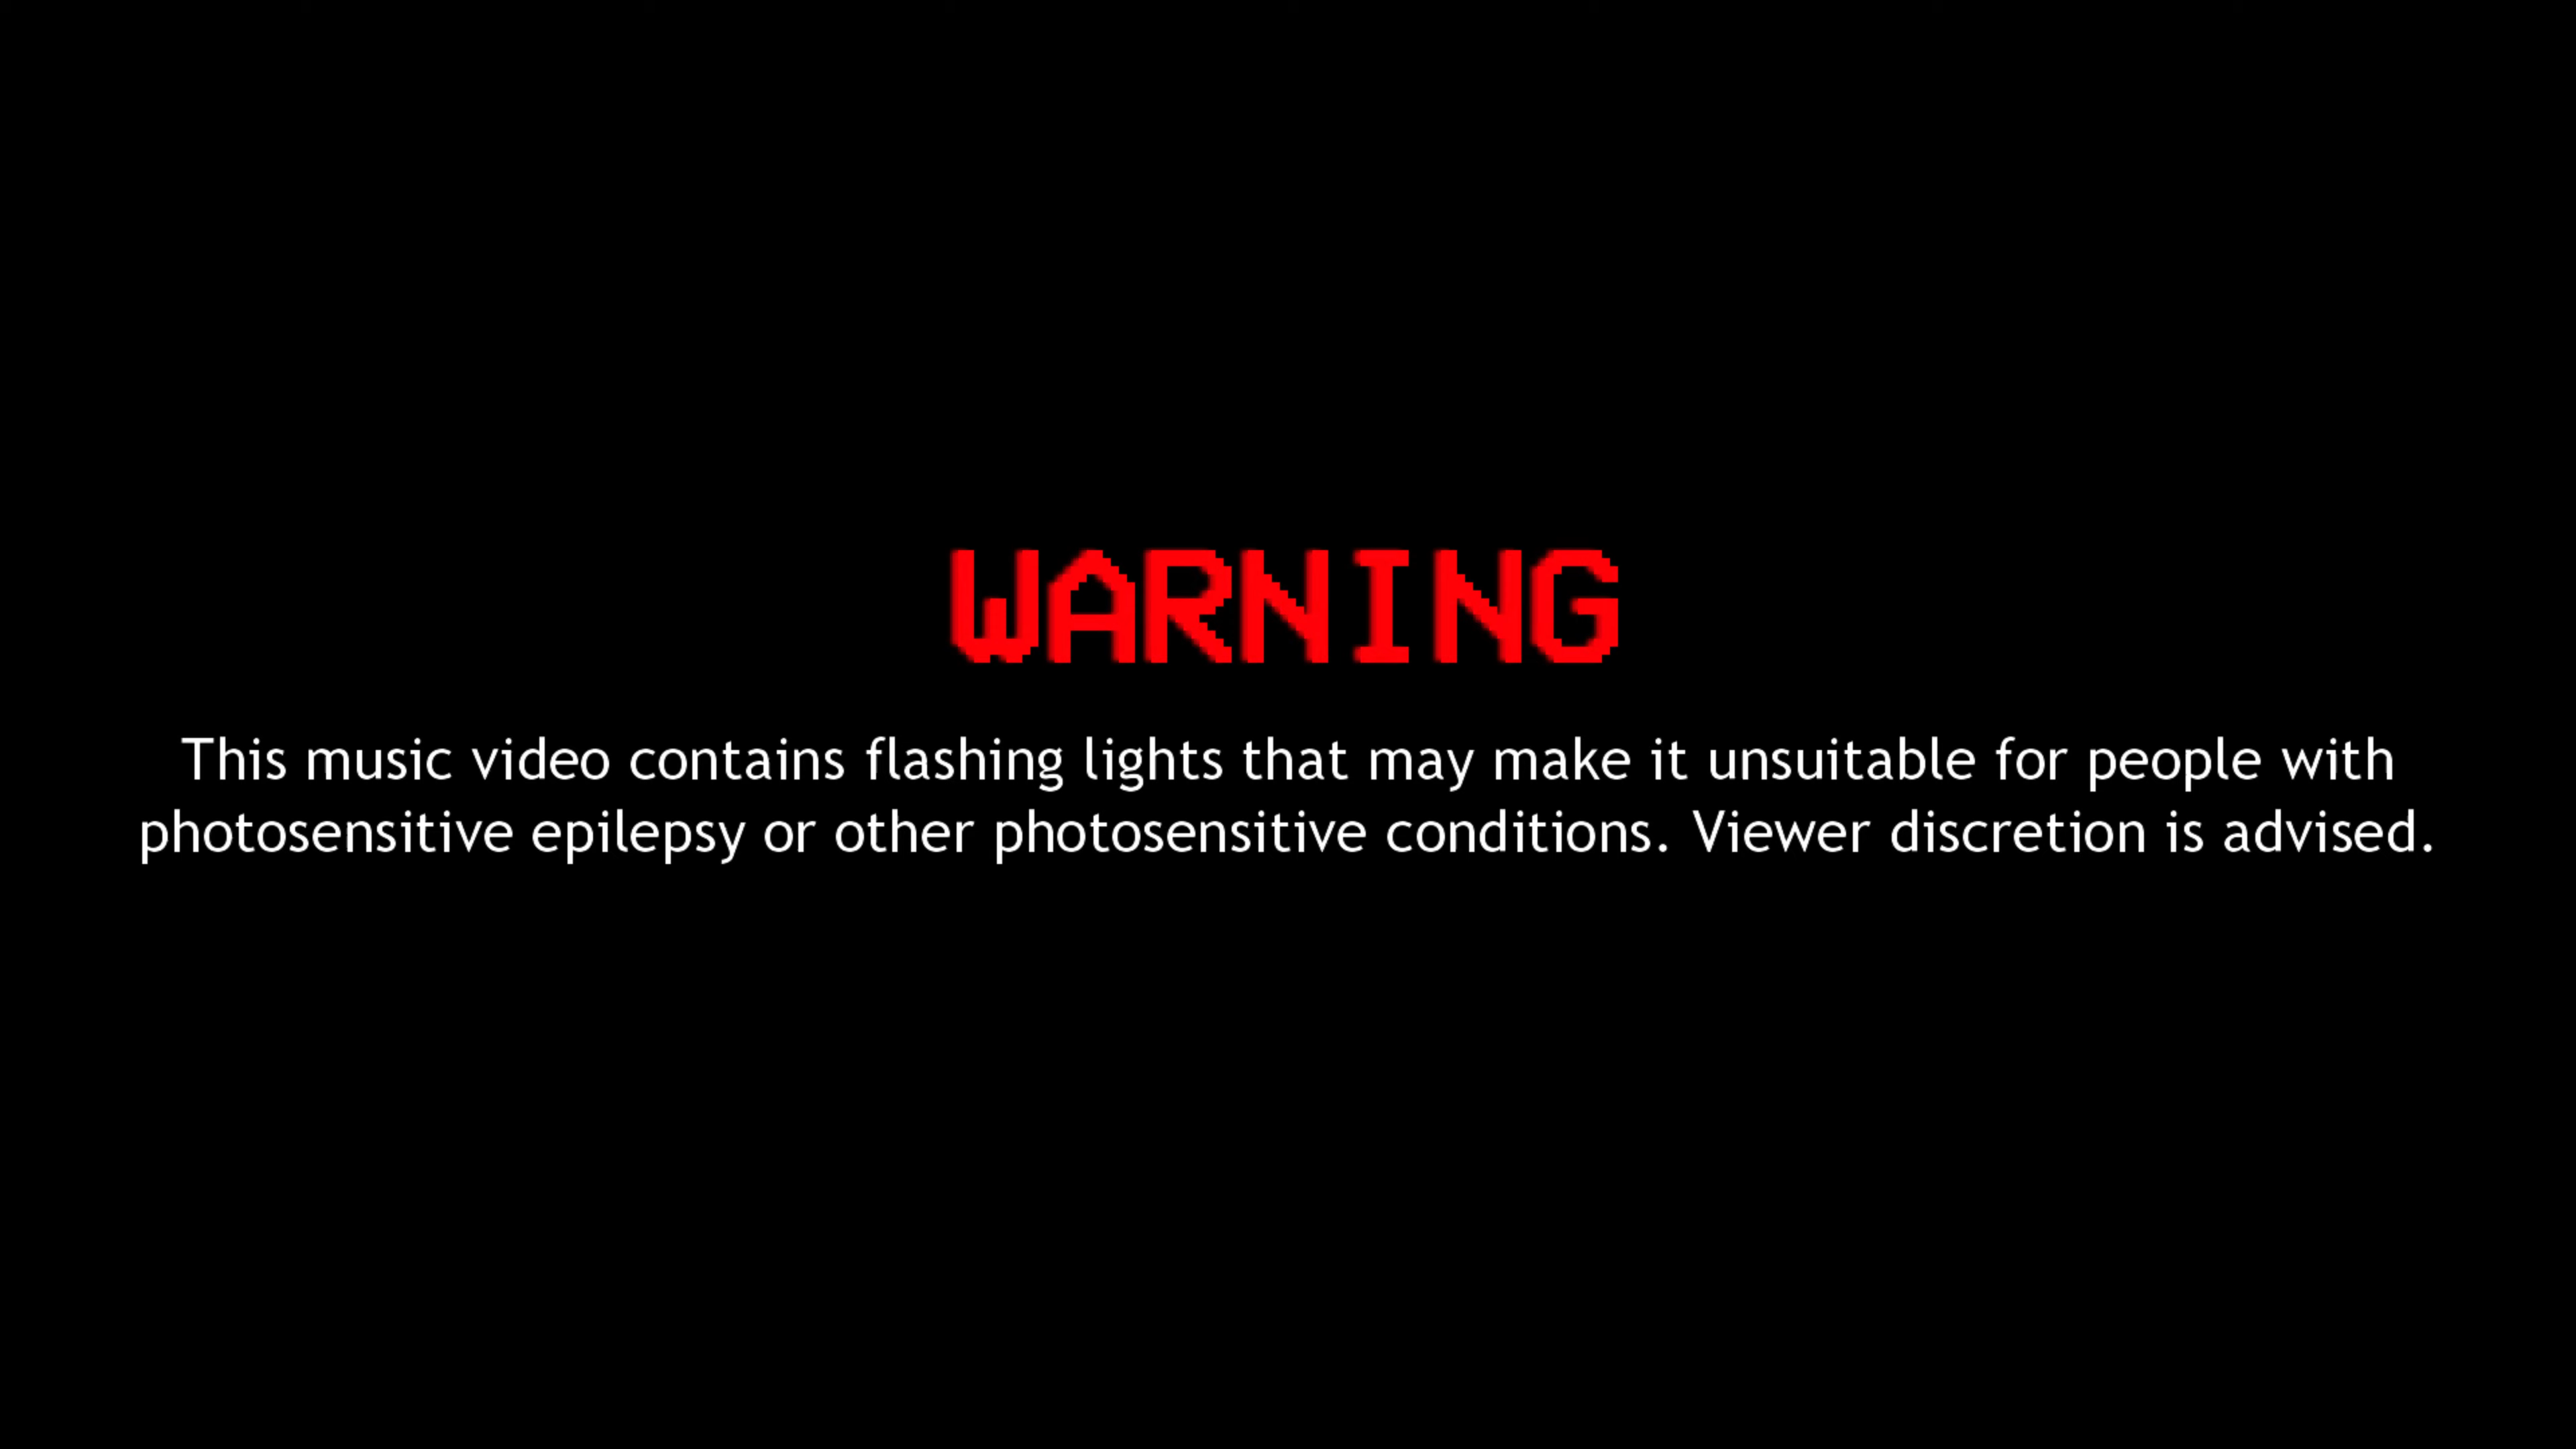 WARNING
This music video contains flashing lights that may make it unsuitable for people with
photosensitive epilepsy or other photosensitive conditions. Viewer discretion is advised.